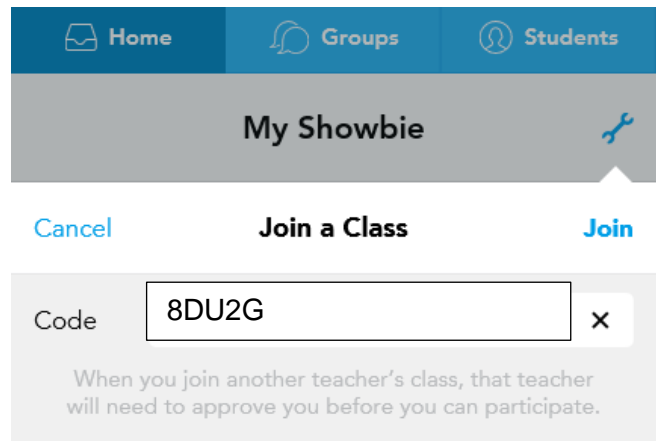 Home Groups Students
My Showbie
Cancel Join a Class Join
Code 8DU2G
When you join another teacher's class, that teacher
will need to approve you before you can participate.